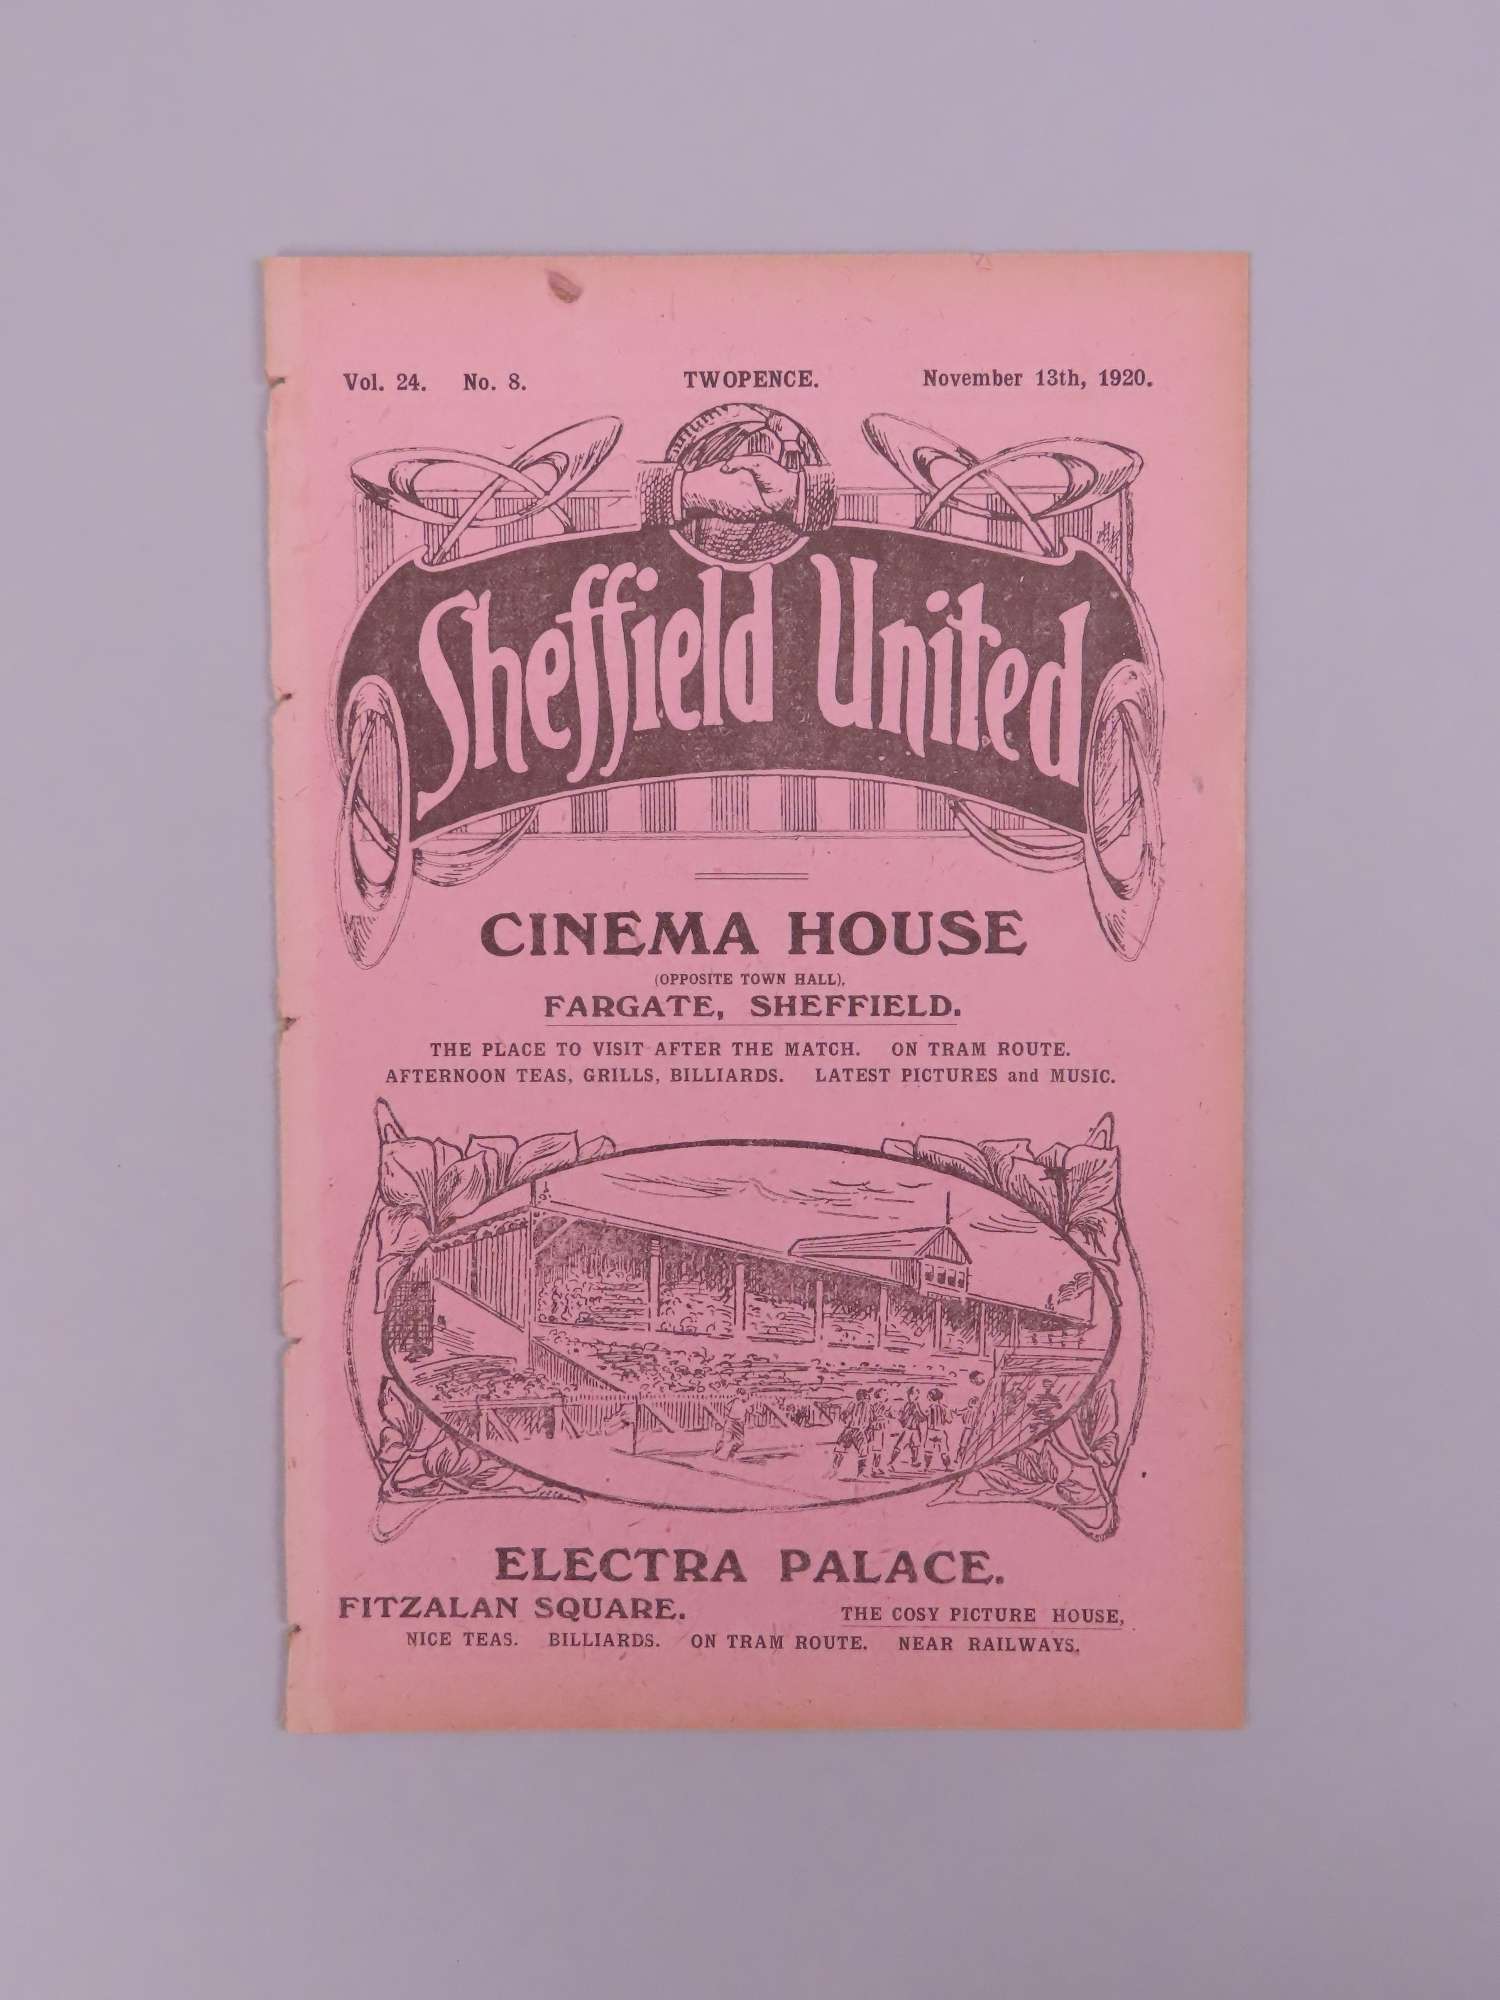 Vol. 24. No. 8. TWOPENCE. November 13th, 1920.
Sheffield United
CINEMA HOUSE
(OPPOSITE TOWN HALL),
FARGATE, SHEFFIELD.
THE PLACE TO VISIT AFTER THE MATCH. ON TRAM ROUTE.
AFTERNOON TEAS, GRILLS, BILLIARDS. LATEST PICTURES and MUSIC.
ELECTRA PALACE.
FITZALAN SQUARE. THE COSY PICTURE HOUSE,
NICE TEAS. BILLIARDS. ON TRAM ROUTE. NEAR RAILWAYS.